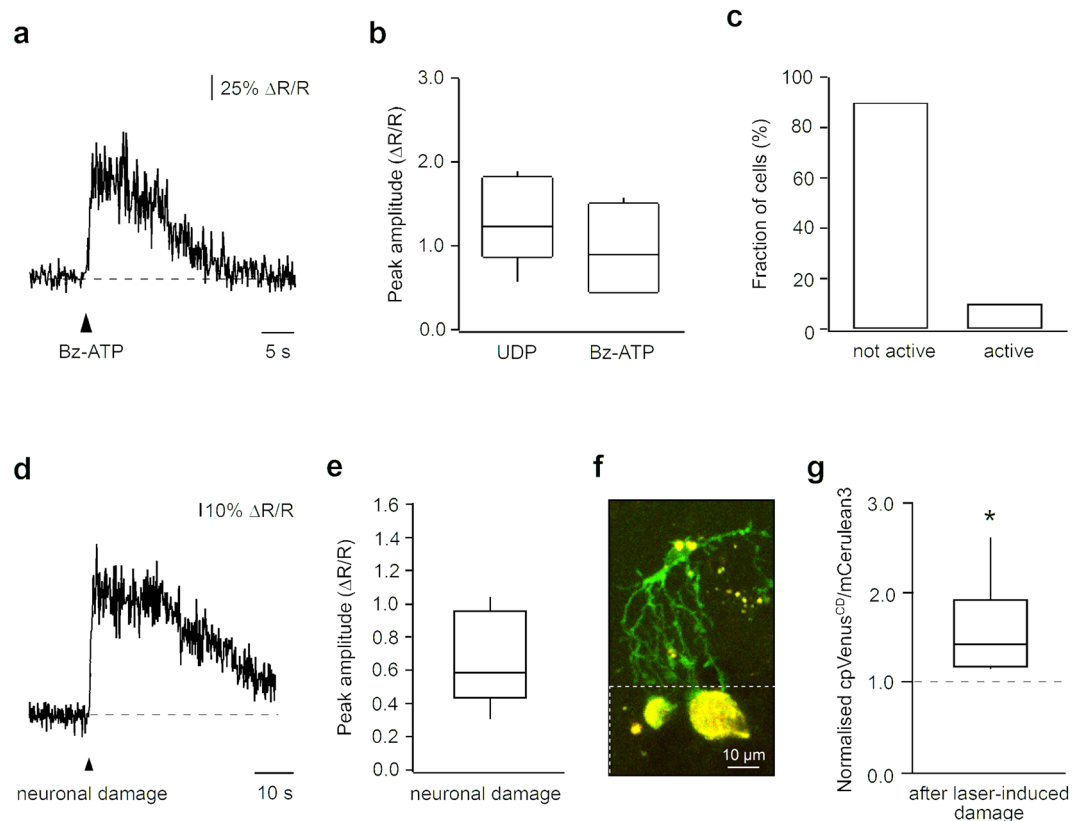 a
25% ΔR/R
Bz-ATP
5 s
b
Peak amplitude (ΔR/R)
3.0
2.0
1.0
0.0
UDP
Bz-ATP
c
Fraction of cells (%)
100
80
60
40
20
0
not active
active
d
10% ΔR/R
neuronal damage
10 s
e
Peak amplitude (ΔR/R)
1.6
1.4
1.2
1.0
0.8
0.6
0.4
0.2
0.0
neuronal damage
f
10 µm
g
Normalised cpVenusᶜᴰ/mCerulean3
3.0
2.0
1.0
0.0
*
after laser-induced
damage